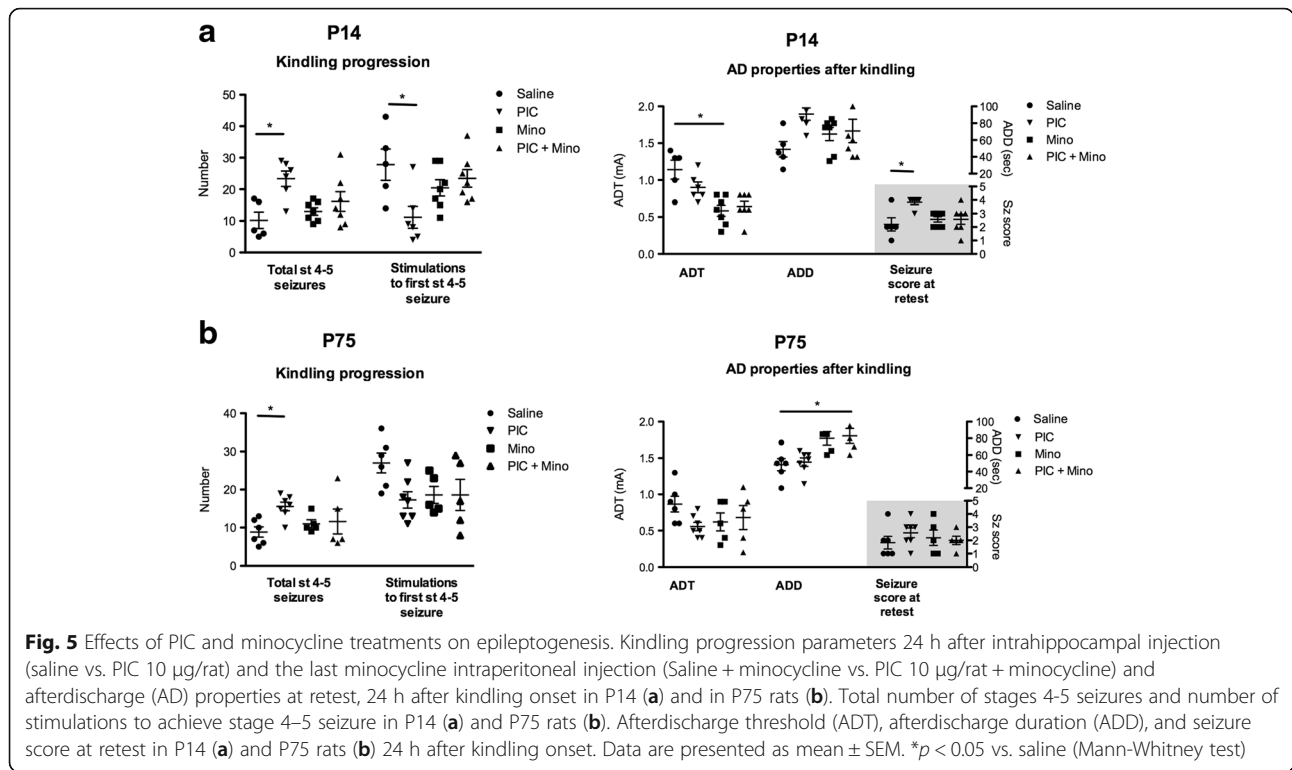 a
P14
Kindling progression
Number
50
40
30
20
10
0
*
*
Saline
PIC
Mino
PIC + Mino
Total st 4-5
seizures
Stimulations
to first st 4-5
seizure
P14
AD properties after kindling
ADT (mA)
2.0
1.5
1.0
0.5
0.0
*
*
100
80
60
40
20
ADD (sec)
5
4
3
2
1
0
Sz score
Saline
PIC
Mino
PIC + Mino
ADT
ADD
Seizure
score at
retest
b
P75
Kindling progression
Number
40
30
20
10
0
*
Saline
PIC
Mino
PIC + Mino
Total st 4-5
seizures
Stimulations
to first st 4-5
seizure
P75
AD properties after kindling
ADT (mA)
2.0
1.5
1.0
0.5
0.0
*
100
80
60
40
20
ADD (sec)
5
4
3
2
1
0
Sz score
Saline
PIC
Mino
PIC + Mino
ADT
ADD
Seizure
score at
retest
Fig. 5 Effects of PIC and minocycline treatments on epileptogenesis. Kindling progression parameters 24 h after intrahippocampal injection
(saline vs. PIC 10 μg/rat) and the last minocycline intraperitoneal injection (Saline + minocycline vs. PIC 10 μg/rat + minocycline) and
afterdischarge (AD) properties at retest, 24 h after kindling onset in P14 (a) and in P75 rats (b). Total number of stages 4-5 seizures and number of
stimulations to achieve stage 4–5 seizure in P14 (a) and P75 rats (b). Afterdischarge threshold (ADT), afterdischarge duration (ADD), and seizure
score at retest in P14 (a) and P75 rats (b) 24 h after kindling onset. Data are presented as mean ± SEM. *p < 0.05 vs. saline (Mann-Whitney test)